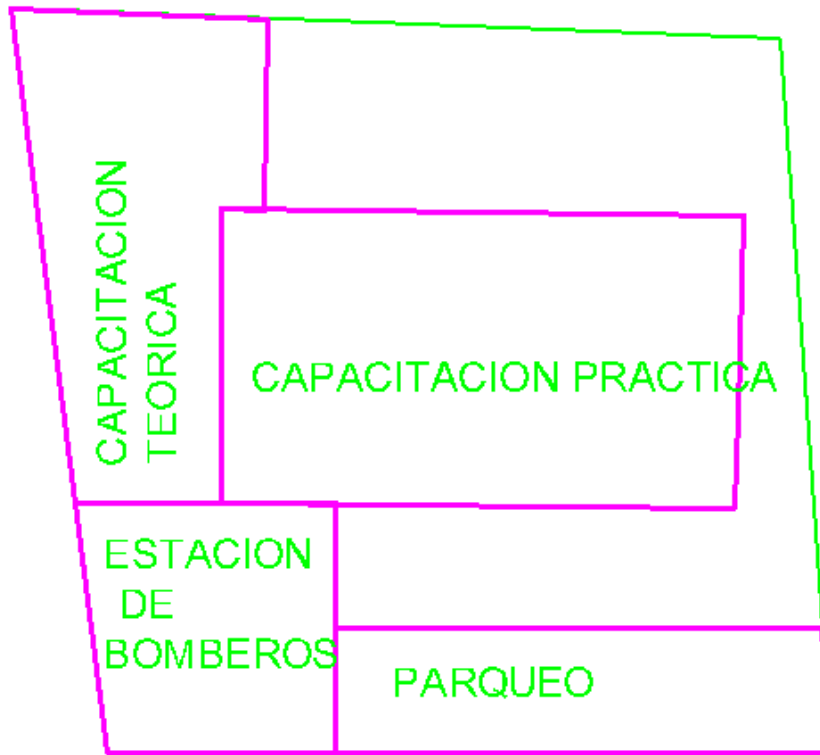 CAPACITACION
TEORICA
CAPACITACION PRACTICA
ESTACION
DE
BOMBEROS
PARQUEO